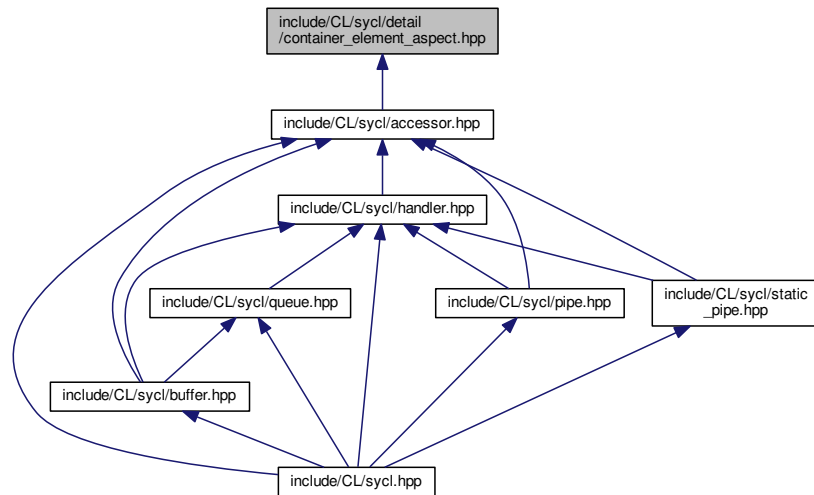 include/CL/sycl/detail
/container_element_aspect.hpp
include/CL/sycl/accessor.hpp
include/CL/sycl/handler.hpp
include/CL/sycl/queue.hpp
include/CL/sycl/pipe.hpp
include/CL/sycl/static
_pipe.hpp
include/CL/sycl/buffer.hpp
include/CL/sycl.hpp